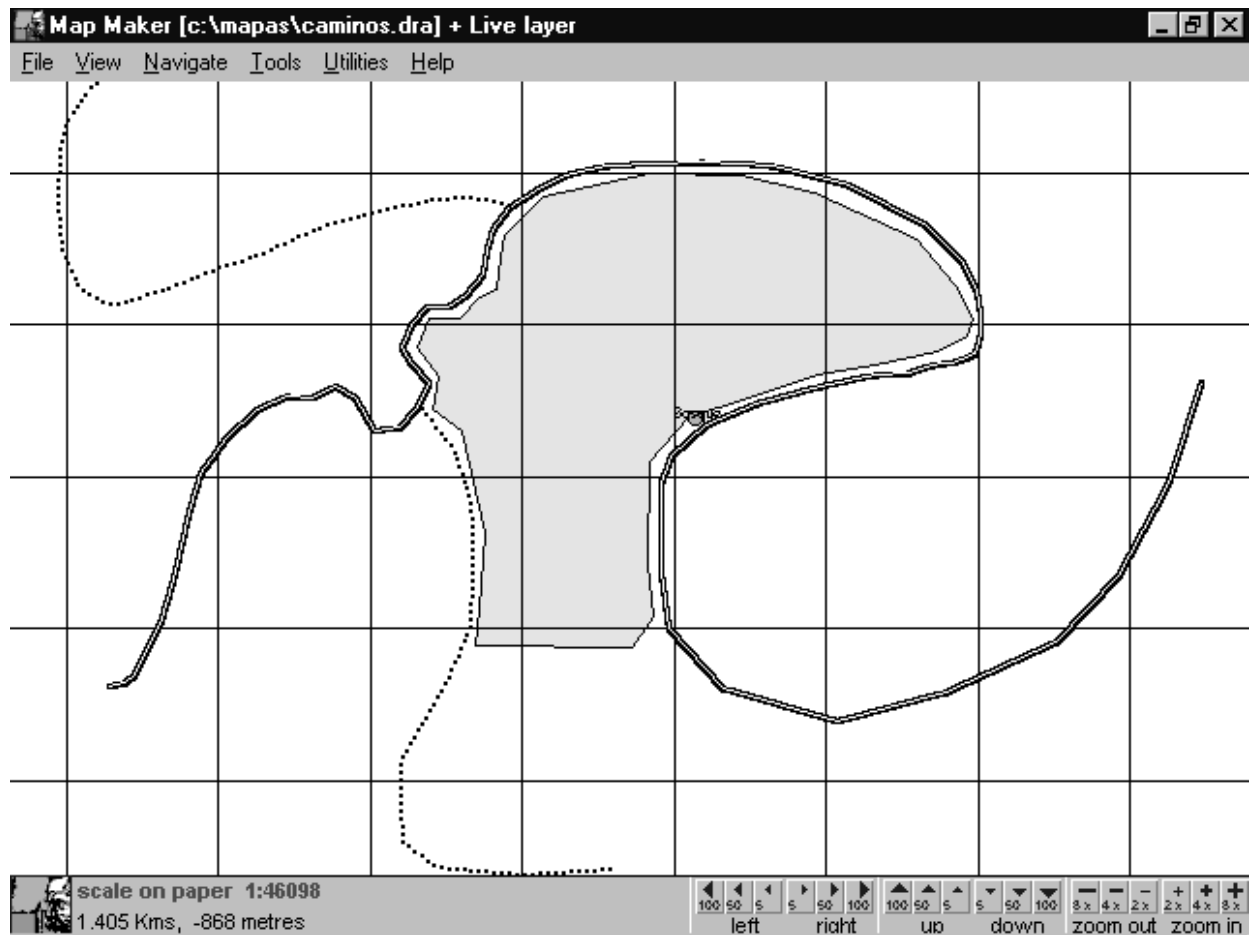 Map Maker [c:\mapas\caminos.dra] + Live layer
File View Navigate Tools Utilities Help
scale on paper 1:46098
1.405 Kms, -868 metres
100 50 5 5 50 100 100 50 5 5 50 100 8x 4x 2x 2x 4x 8x
left right up down zoom out zoom in